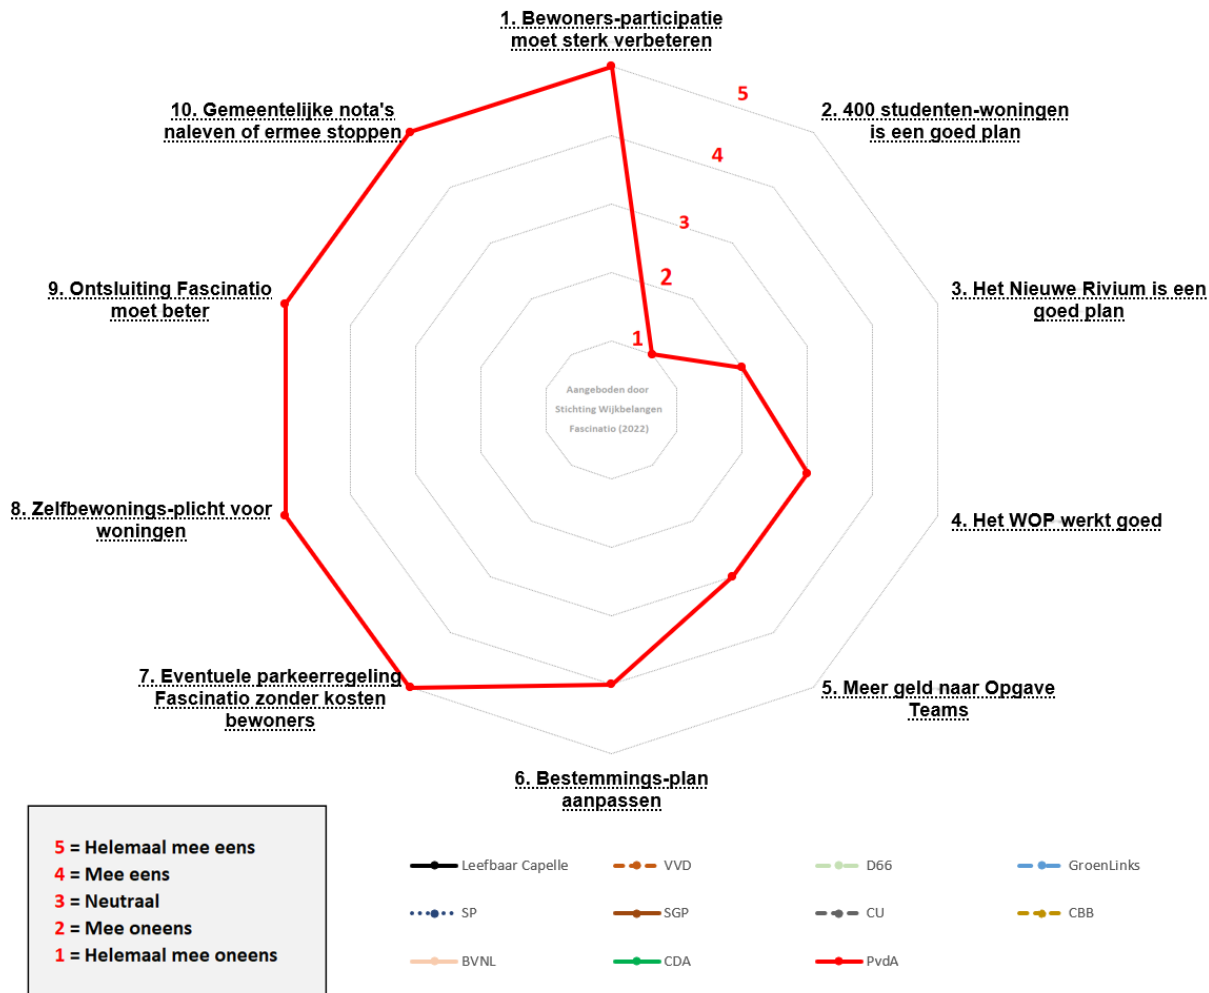 1. Bewoners-participatie
moet sterk verbeteren
5
10. Gemeentelijke nota's
naleven of ermee stoppen
2. 400 studenten-woningen
is een goed plan
4
3
2
9. Ontsluiting Fascinatio
moet beter
3. Het Nieuwe Rivium is een
goed plan
1
Aangeboden door
Stichting Wijkbelangen
Fascinatio (2022)
8. Zelfbewonings-plicht voor
woningen
4. Het WOP werkt goed
7. Eventuele parkeerregeling
Fascinatio zonder kosten
bewoners
5. Meer geld naar Opgave
Teams
6. Bestemmings-plan
aanpassen
5 = Helemaal mee eens
4 = Mee eens
3 = Neutraal
2 = Mee oneens
1 = Helemaal mee oneens
Leefbaar Capelle
VVD
D66
GroenLinks
SP
SGP
CU
CBB
BVNL
CDA
PvdA